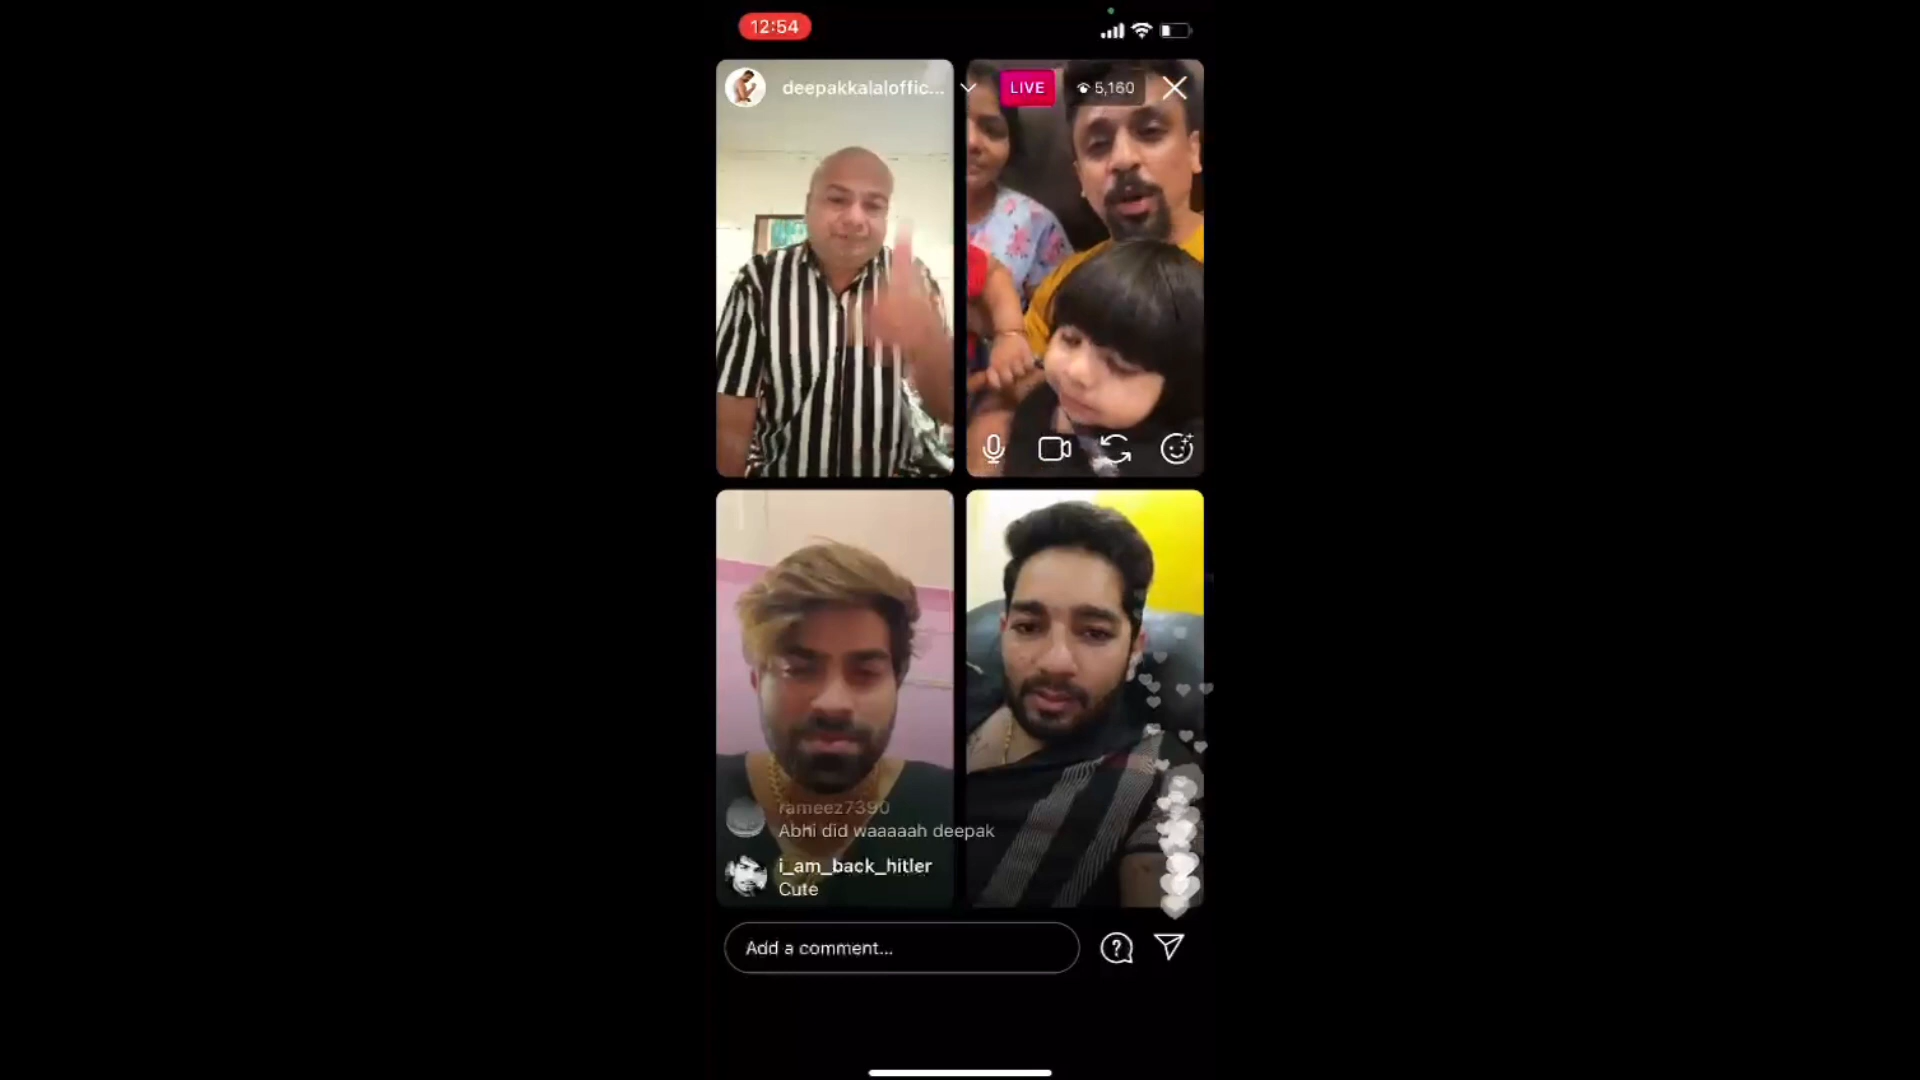 12:54
deepakkalaloffic...
LIVE
5,160
rameez7390
Abhi did waaaaah deepak
i_am_back_hitler
Cute
Add a comment...